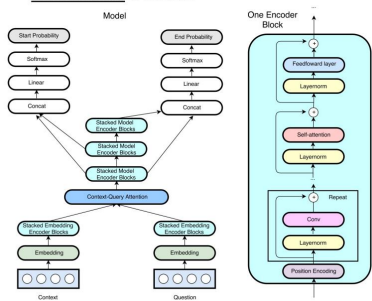 Model
Start Probability
End Probability
Softmax
Softmax
Linear
Linear
Concat
Concat
Stacked Model
Encoder Blocks
Stacked Model
Encoder Blocks
Stacked Model
Encoder Blocks
Context-Query Attention
Stacked Embedding
Encoder Blocks
Stacked Embedding
Encoder Blocks
Embedding
Embedding
Context
Question
One Encoder
Block
...
+
Feedfoward layer
Layernorm
+
Self-attention
Layernorm
...
+
Repeat
Conv
Layernorm
Position Encoding
...